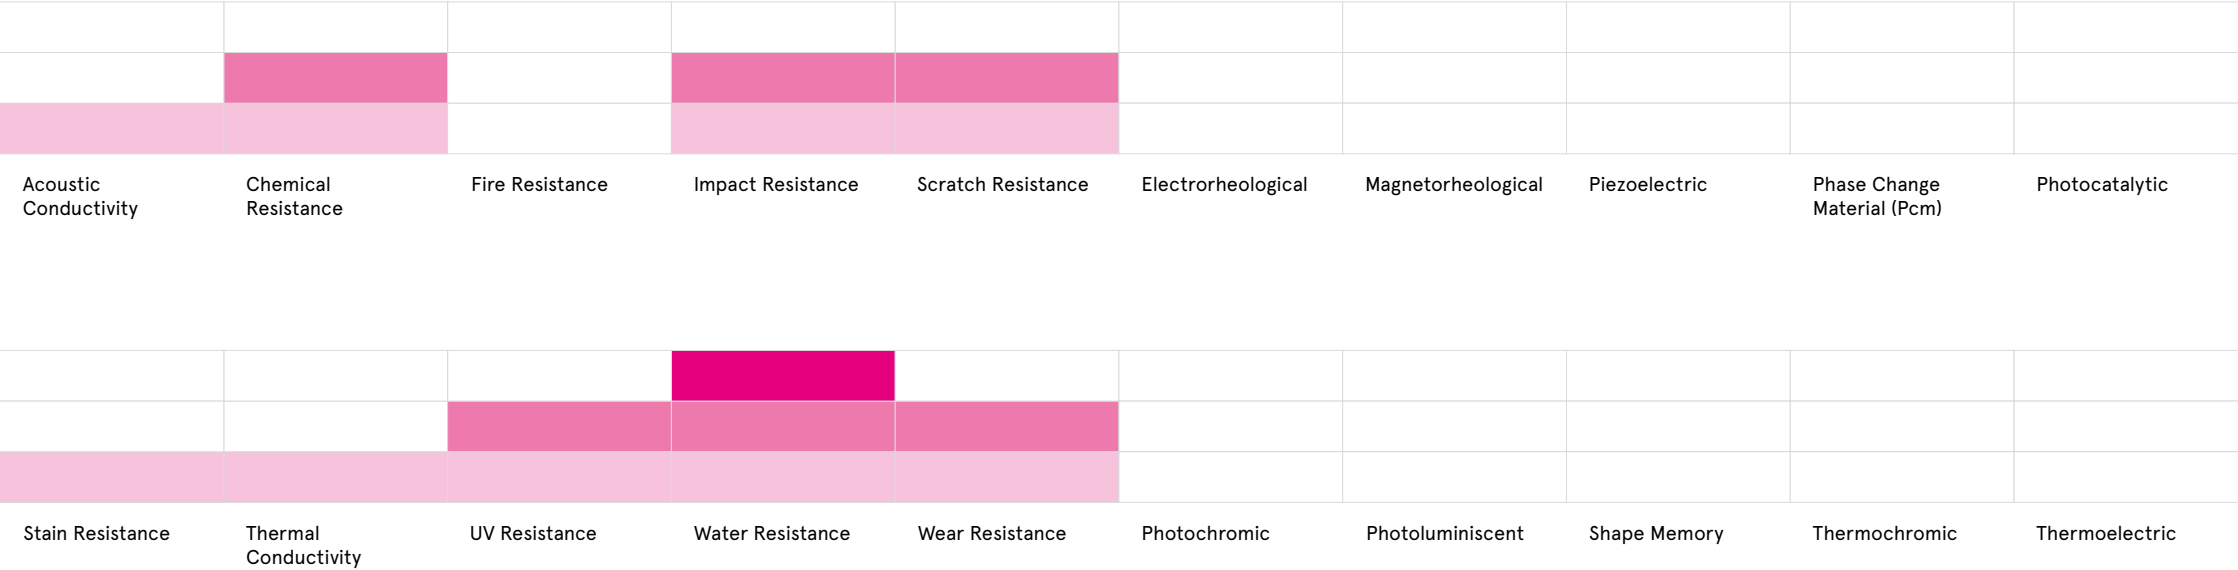 Acoustic
Conductivity
Chemical
Resistance
Fire Resistance
Impact Resistance
Scratch Resistance
Electrorheological
Magnetorheological
Piezoelectric
Phase Change
Material (Pcm)
Photocatalytic
Stain Resistance
Thermal
Conductivity
UV Resistance
Water Resistance
Wear Resistance
Photochromic
Photoluminiscent
Shape Memory
Thermochromic
Thermoelectric